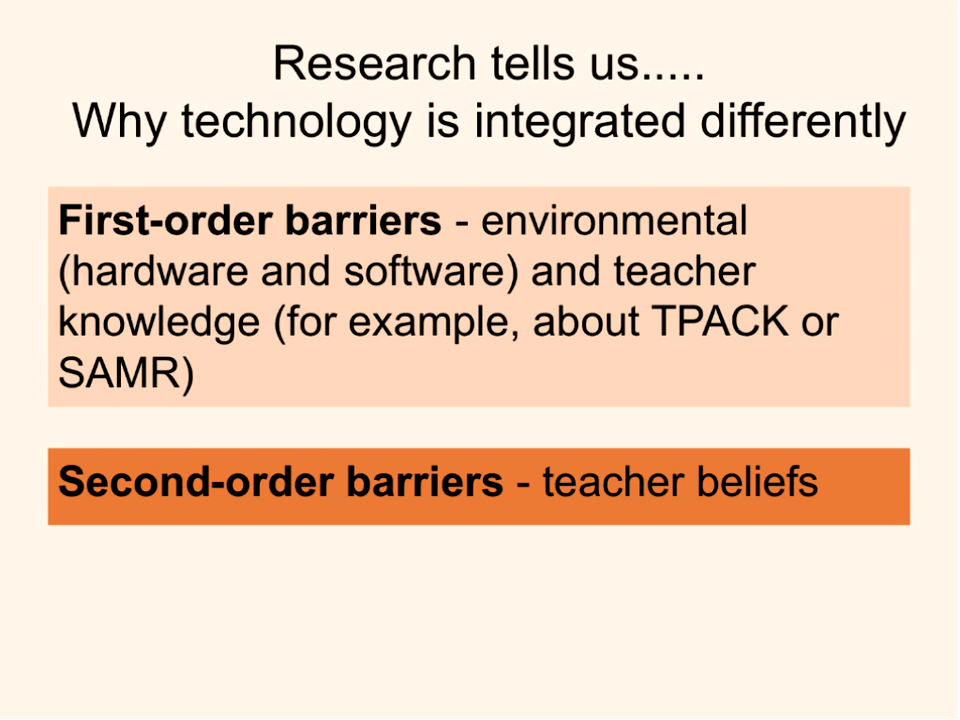 Research tells us.....
Why technology is integrated differently
First-order barriers - environmental
(hardware and software) and teacher
knowledge (for example, about TPACK or
SAMR)
Second-order barriers - teacher beliefs